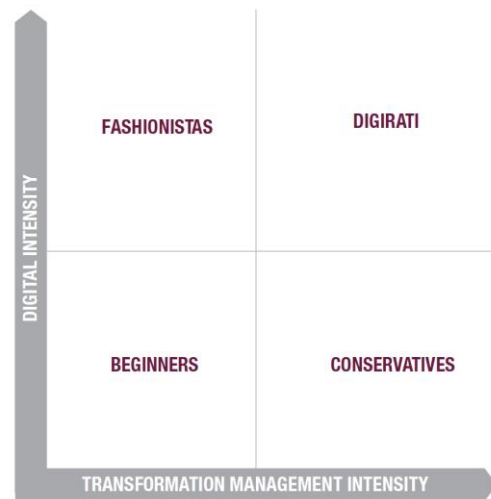 FASHIONISTAS
DIGIRATI
DIGITAL INTENSITY
BEGINNERS
CONSERVATIVES
TRANSFORMATION MANAGEMENT INTENSITY